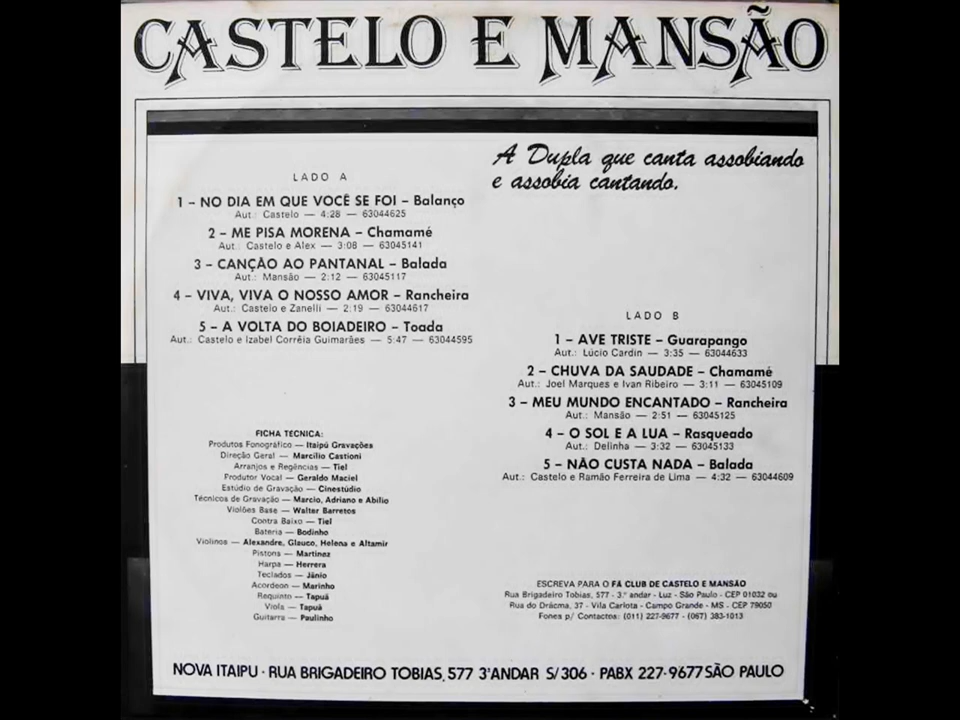 CASTELO E MANSÃO
A Dupla que canta assobiando
e assobia cantando.
LADO A
1 – NO DIA EM QUE VOCÊ SE FOI – Balanço
Aut.: Castelo — 4:28 — 63044625
2 – ME PISA MORENA – Chamamé
Aut.: Castelo e Alex — 3:08 — 63045141
3 – CANÇÃO AO PANTANAL – Balada
Aut.: Mansão — 2:12 — 63045117
4 – VIVA, VIVA O NOSSO AMOR – Rancheira
Aut.: Castelo e Zanelli — 2:19 — 63044617
5 – A VOLTA DO BOIADEIRO – Toada
Aut.: Castelo e Izabel Corrêia Guimarães — 5:47 — 63044595
LADO B
1 – AVE TRISTE – Guarapango
Aut.: Lúcio Cardin — 3:35 — 63044633
2 – CHUVA DA SAUDADE – Chamamé
Aut.: Joel Marques e Ivan Ribeiro — 3:11 — 63045109
3 – MEU MUNDO ENCANTADO – Rancheira
Aut.: Mansão — 2:51 — 63045125
4 – O SOL E A LUA – Rasqueado
Aut.: Delinha — 3:32 — 63045133
5 – NÃO CUSTA NADA – Balada
Aut.: Castelo e Ramão Ferreira de Lima — 4:32 — 63044609
FICHA TECNICA:
Produtos Fonográfico — Itaipú Gravações
Direção Geral — Marcílio Castioni
Arranjos e Regências — Tiel
Produtor Vocal — Geraldo Maciel
Estúdio de Gravação — Cinestúdio
Técnicos de Gravação — Marcio, Adriano e Abílio
Violões Base — Walter Barretos
Contra Baixo — Tiel
Bateria — Bodinho
Violinos — Alexandre, Glauco, Helena e Altamir
Pistons — Martinez
Harpa — Herrera
Teclados — Jânio
Acordeon — Marinho
Requinto — Tapuã
Viola — Tapuã
Guitarra — Paulinho
ESCREVA PARA O FÃ CLUB DE CASTELO E MANSÃO
Rua Brigadeiro Tobias, 577 - 3.º andar - Luz - São Paulo - CEP 01032 ou
Rua do Drácma, 37 - Vila Carlota - Campo Grande - MS - CEP 79050
Fones p/ Contactos: (011) 227-9677 - (067) 383-1013
NOVA ITAIPU · RUA BRIGADEIRO TOBIAS, 577 3ºANDAR S/306 · PABX 227-9677 SÃO PAULO